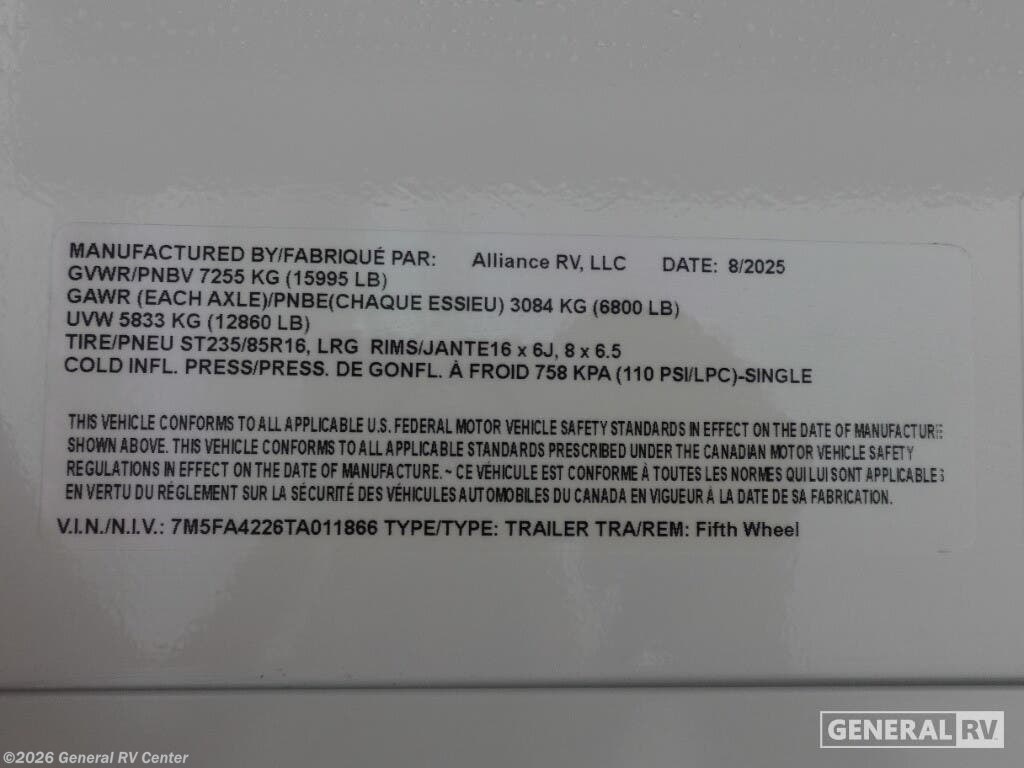 MANUFACTURED BY/FABRIQUÉ PAR: Alliance RV, LLC DATE: 8/2025
GVWR/PNBV 7255 KG (15995 LB)
GAWR (EACH AXLE)/PNBE(CHAQUE ESSIEU) 3084 KG (6800 LB)
UVW 5833 KG (12860 LB)
TIRE/PNEU ST235/85R16, LRG RIMS/JANTE16 x 6J, 8 x 6.5
COLD INFL. PRESS/PRESS. DE GONFL. À FROID 758 KPA (110 PSI/LPC)-SINGLE
THIS VEHICLE CONFORMS TO ALL APPLICABLE U.S. FEDERAL MOTOR VEHICLE SAFETY STANDARDS IN EFFECT ON THE DATE OF MANUFACTURE
SHOWN ABOVE. THIS VEHICLE CONFORMS TO ALL APPLICABLE STANDARDS PRESCRIBED UNDER THE CANADIAN MOTOR VEHICLE SAFETY
REGULATIONS IN EFFECT ON THE DATE OF MANUFACTURE. ~ CE VÉHICULE EST CONFORME À TOUTES LES NORMES QUI LUI SONT APPLICABLES
EN VERTU DU RÈGLEMENT SUR LA SÉCURITÉ DES VÉHICULES AUTOMOBILES DU CANADA EN VIGUEUR À LA DATE DE SA FABRICATION.
V.I.N./N.I.V.: 7M5FA4226TA011866 TYPE/TYPE: TRAILER TRA/REM: Fifth Wheel
GENERAL RV
©2026 General RV Center